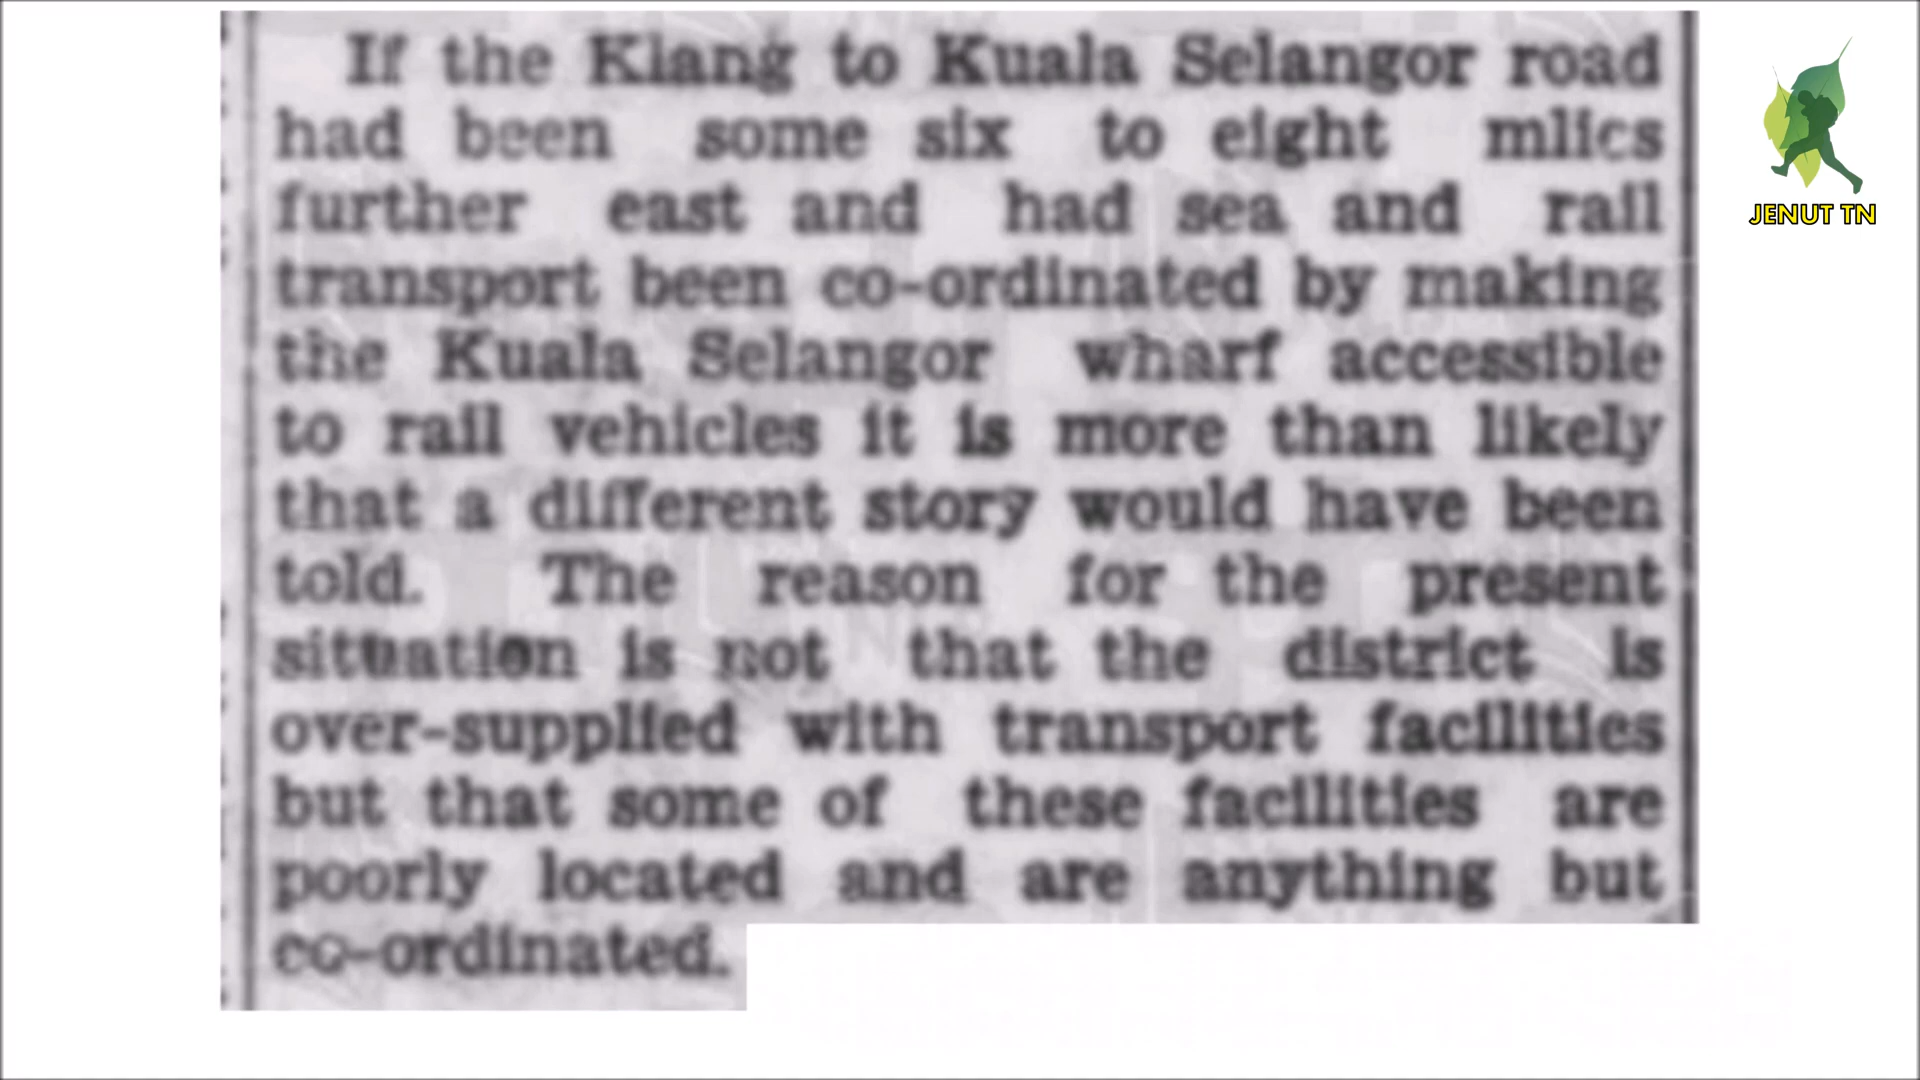 If the Klang to Kuala Selangor road
had been some six to eight mlics
further east and had sea and rail
transport been co-ordinated by making
the Kuala Selangor wharf accessible
to rail vehicles it is more than likely
that a different story would have been
told. The reason for the present
situation is not that the district is
over-supplied with transport facilities
but that some of these facilities are
poorly located and are anything but
co-ordinated.
JENUT TN